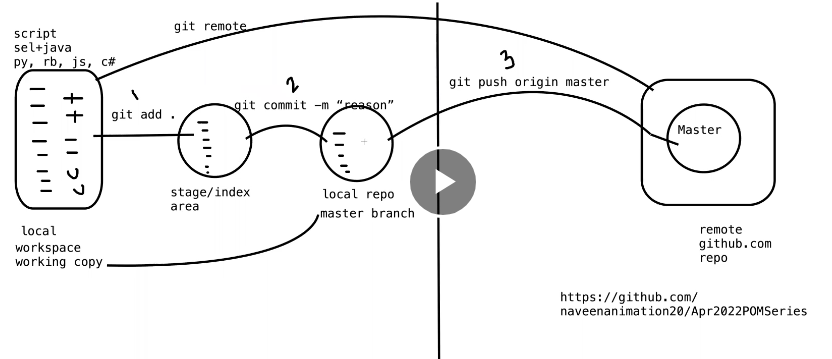 git remote
script
sel+java
py, rb, js, c#
1
git add .
2
git commit -m “reason”
3
git push origin master
Master
stage/index
area
local repo
master branch
local
workspace
working copy
remote
github.com
repo
https://github.com/
naveenanimation20/Apr2022POMSeries